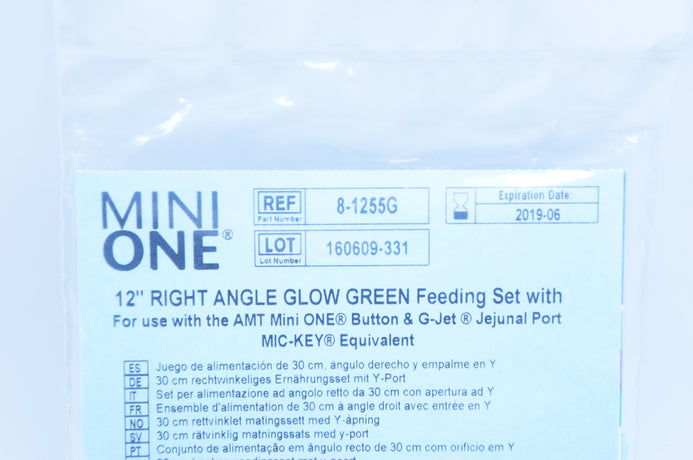 MINI
ONE®
REF
Part Number
8-1255G
LOT
Lot Number
160609-331
Expiration Date:
2019-06
12" RIGHT ANGLE GLOW GREEN Feeding Set with
For use with the AMT Mini ONE® Button & G-Jet ® Jejunal Port
MIC-KEY® Equivalent
ES Juego de alimentación de 30 cm, ángulo derecho y empalme en Y
DE 30 cm rechtwinkeliges Ernährungsset mit Y-Port
IT Set per alimentazione ad angolo retto da 30 cm con apertura ad Y
FR Ensemble d'alimentation de 30 cm à angle droit avec entrée en Y
NO 30 cm rettvinklet matingssett med Y-åpning
SV 30 cm rätvinklig matningssats med y-port
PT Conjunto de alimentação em ângulo recto de 30 cm com orificio em Y